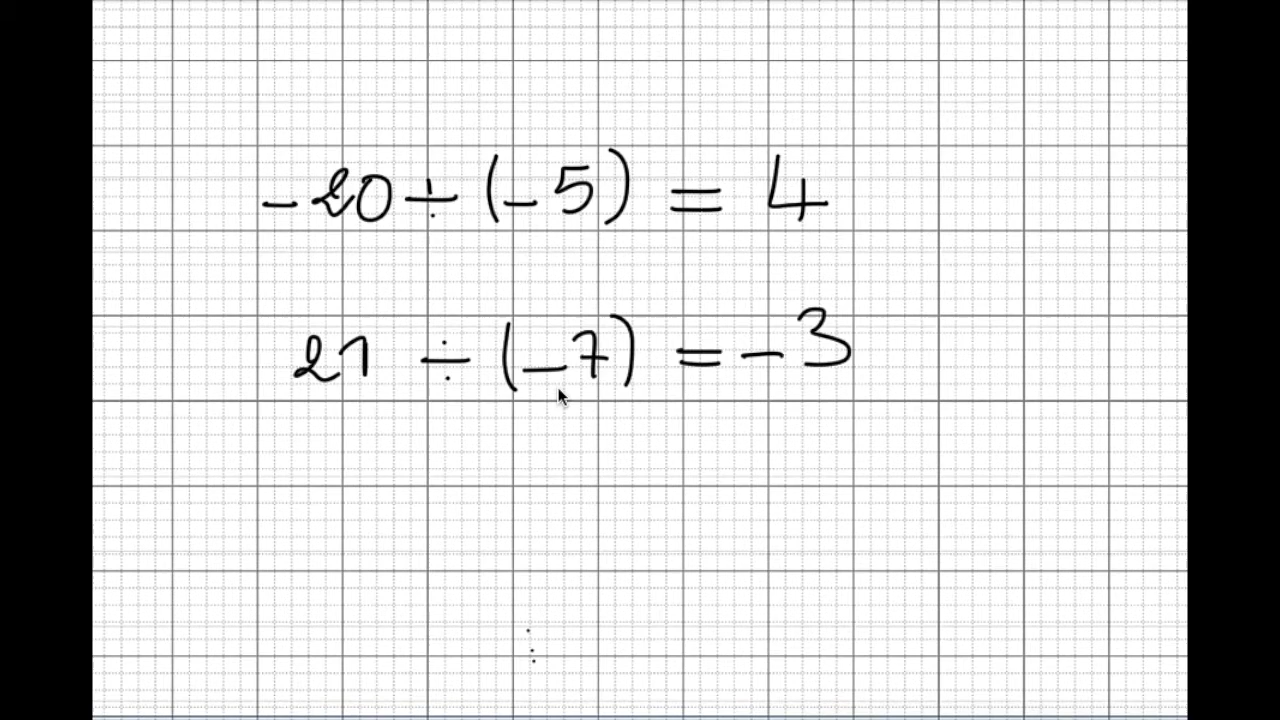 -20 ÷ (-5) = 4
21 ÷ (-7) = -3